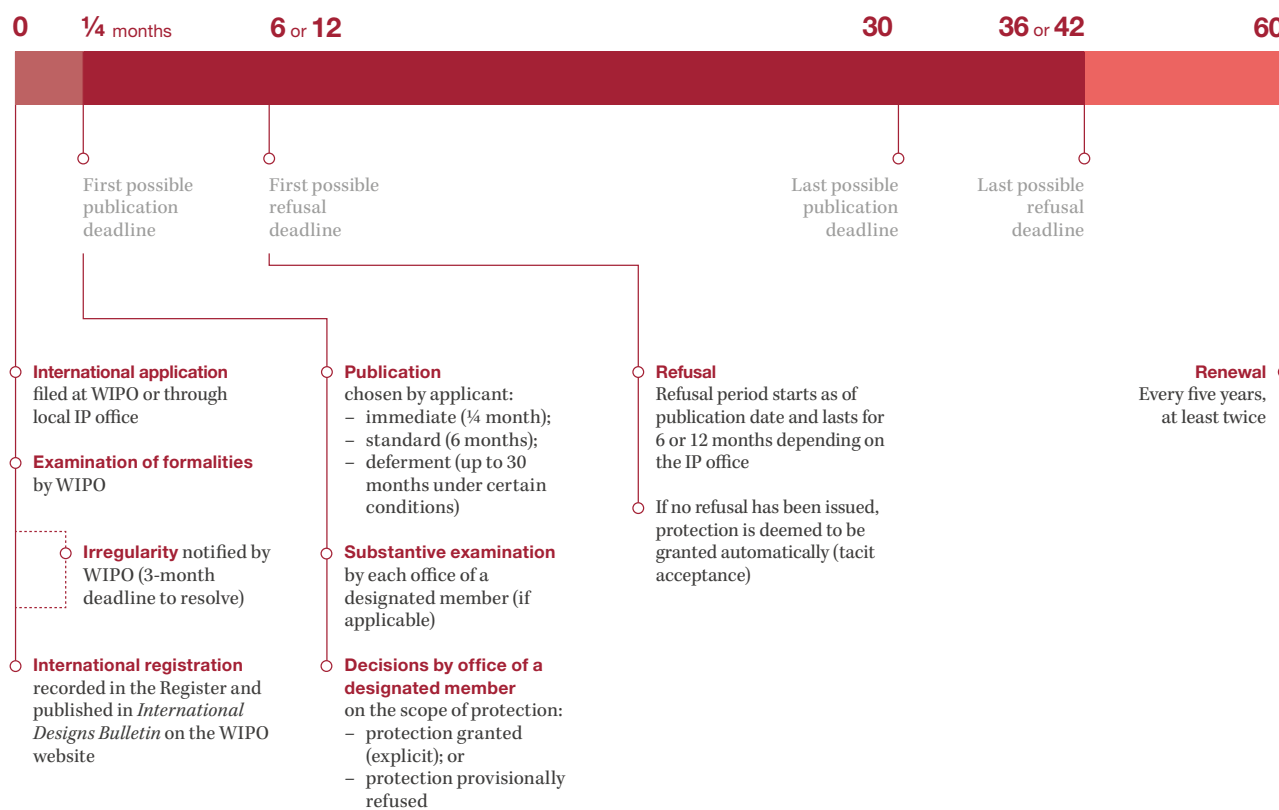 0
¼ months
6 or 12
30
36 or 42
60
First possible
publication
deadline
First possible
refusal
deadline
Last possible
publication
deadline
Last possible
refusal
deadline
International application
filed at WIPO or through
local IP office
Examination of formalities
by WIPO
Irregularity notified by
WIPO (3-month
deadline to resolve)
International registration
recorded in the Register and
published in International
Designs Bulletin on the WIPO
website
Publication
chosen by applicant:
– immediate (¼ month);
– standard (6 months);
– deferment (up to 30
months under certain
conditions)
Substantive examination
by each office of a
designated member (if
applicable)
Decisions by office of a
designated member
on the scope of protection:
– protection granted
(explicit); or
– protection provisionally
refused
Refusal
Refusal period starts as of
publication date and lasts for
6 or 12 months depending on
the IP office
If no refusal has been issued,
protection is deemed to be
granted automatically (tacit
acceptance)
Renewal
Every five years,
at least twice